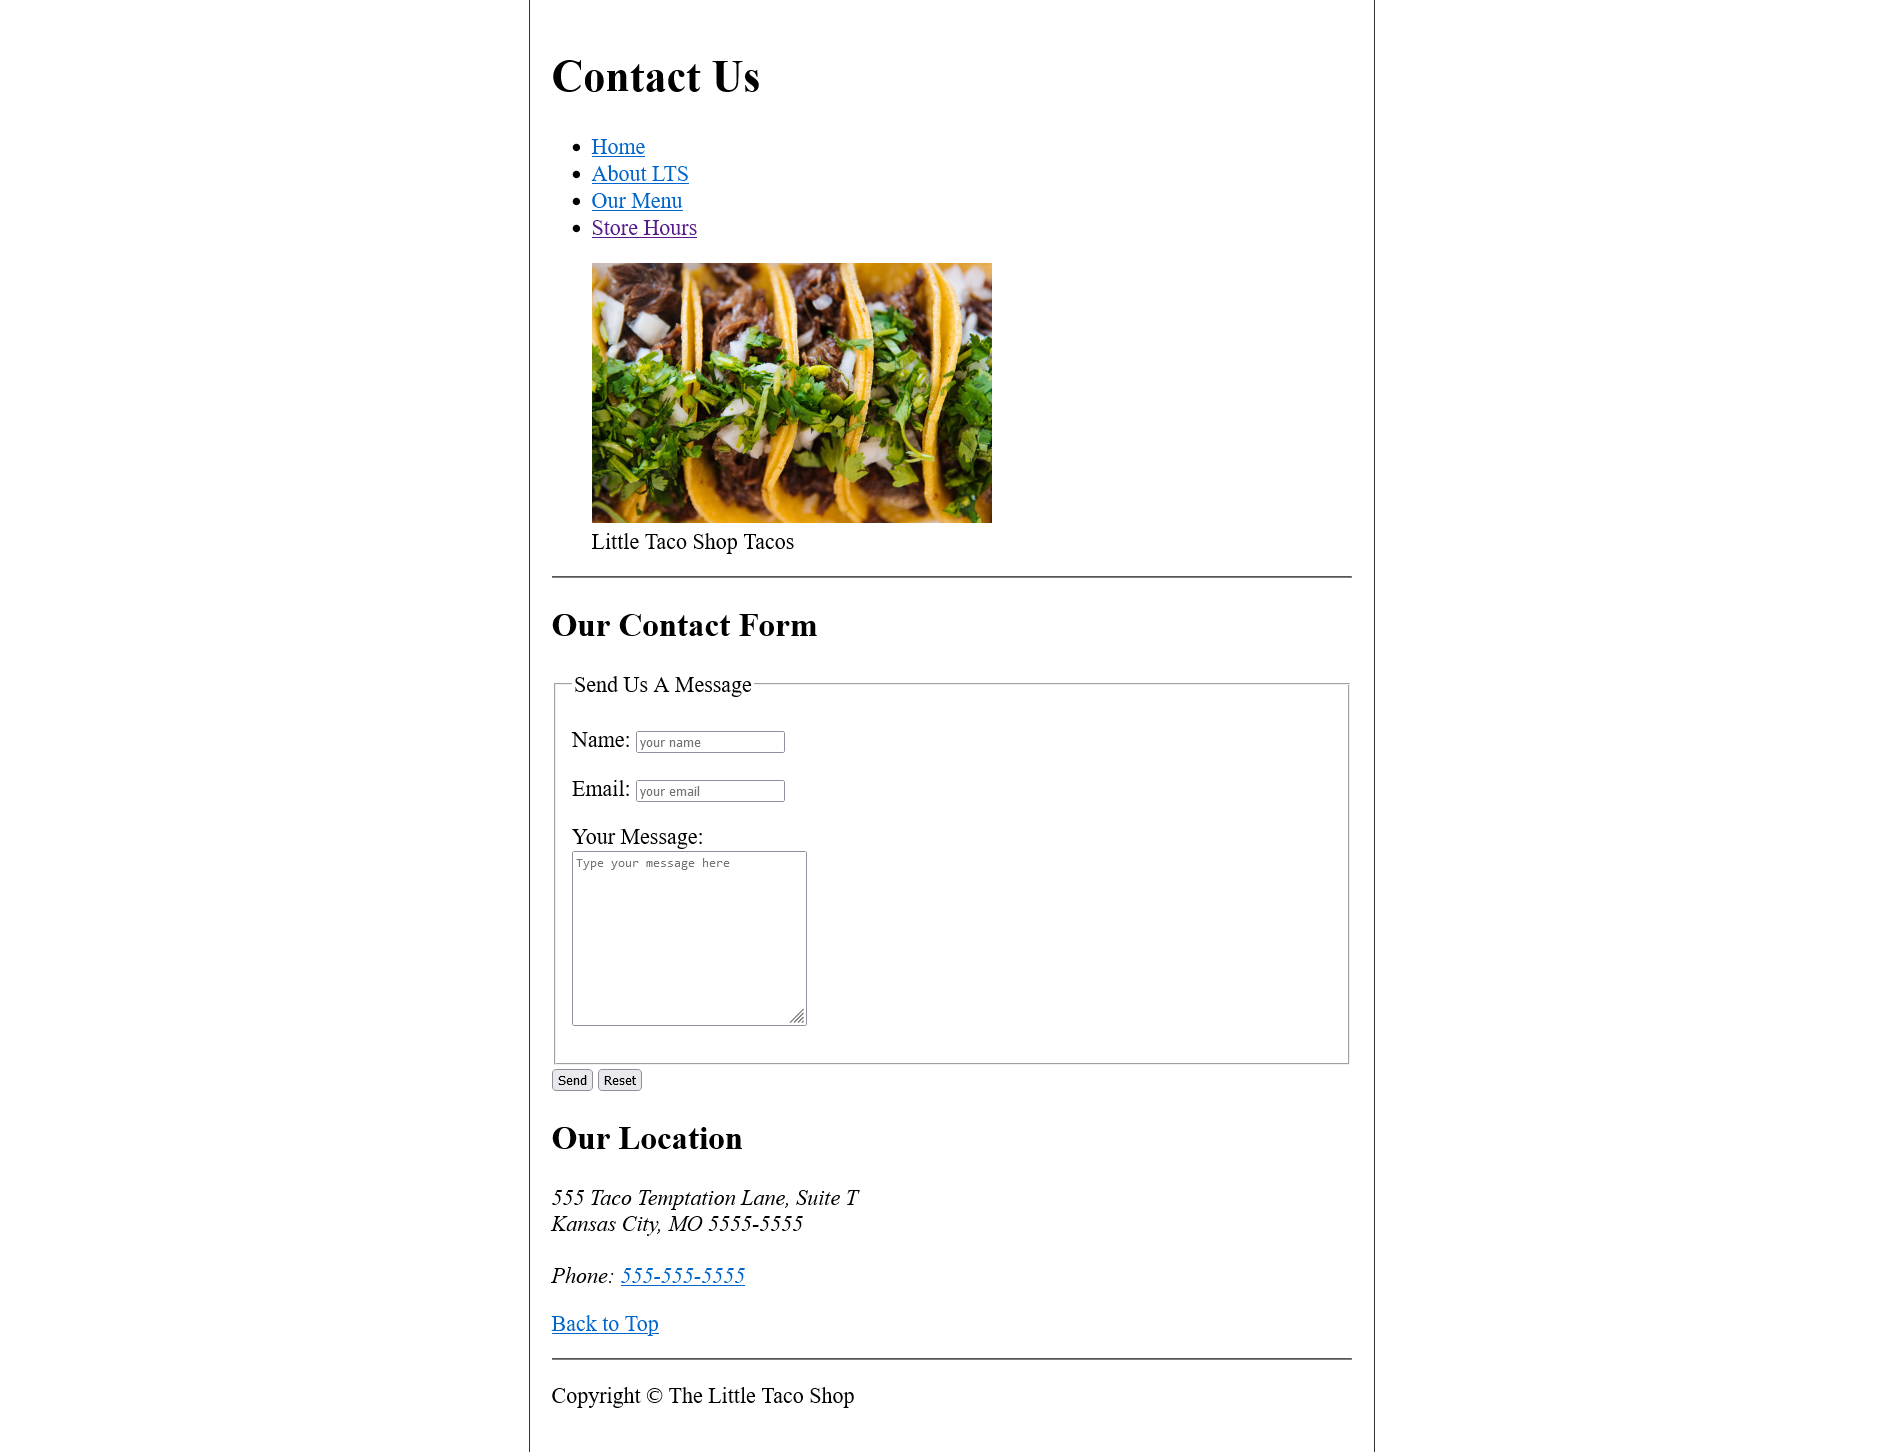 Contact Us
Home
About LTS
Our Menu
Store Hours
Little Taco Shop Tacos
Our Contact Form
Send Us A Message
Name: your name
Email: your email
Your Message:
Type your message here
Send Reset
Our Location
555 Taco Temptation Lane, Suite T
Kansas City, MO 5555-5555
Phone: 555-555-5555
Back to Top
Copyright © The Little Taco Shop